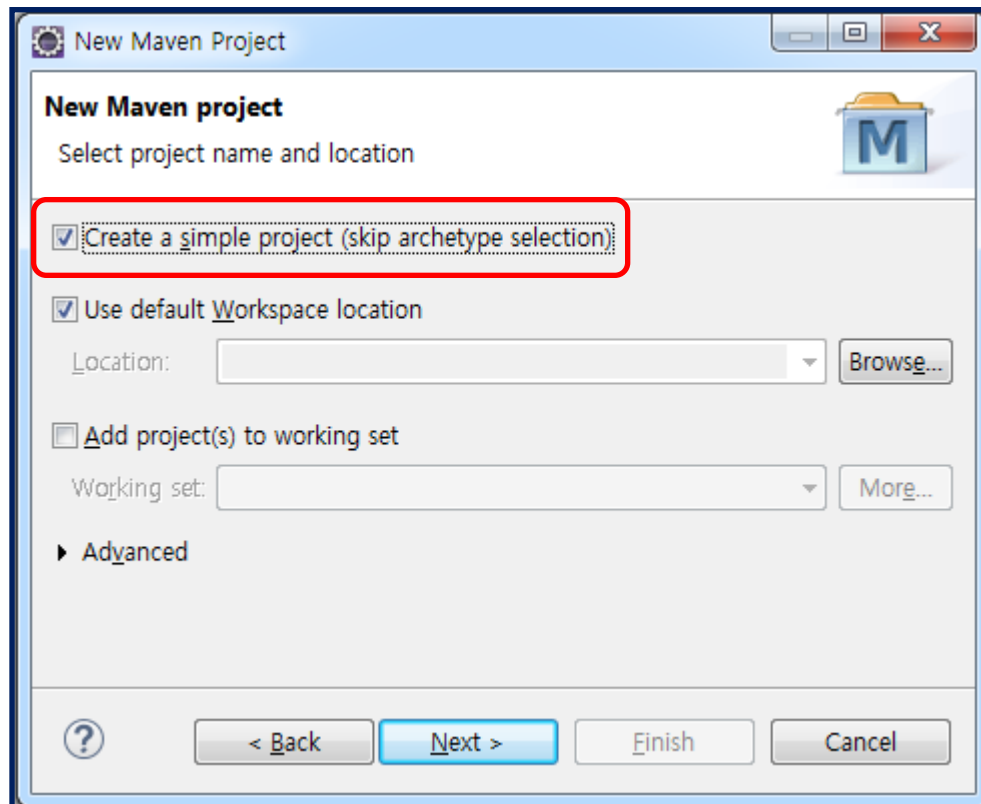 New Maven Project
New Maven project
Select project name and location
M
Create a simple project (skip archetype selection)
Use default Workspace location
Location:
Browse...
Add project(s) to working set
Working set:
More...
Advanced
?
< Back
Next >
Finish
Cancel